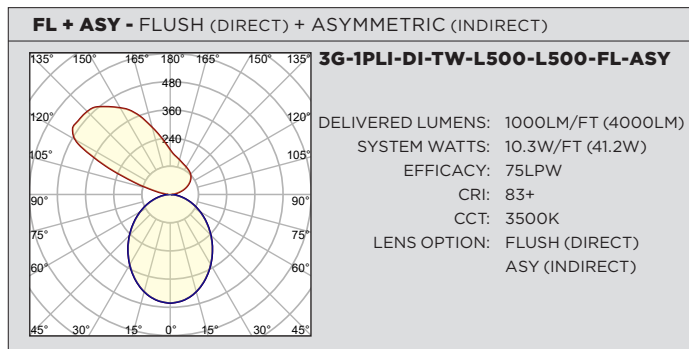 FL + ASY - FLUSH (DIRECT) + ASYMMETRIC (INDIRECT)
135° 150° 165° 180° 165° 150° 135°
480
360
240
120° 120°
105° 105°
90° 90°
75° 75°
60° 60°
45° 30° 15° 0° 15° 30° 45°
3G-1PLI-DI-TW-L500-L500-FL-ASY
DELIVERED LUMENS: 1000LM/FT (4000LM)
SYSTEM WATTS: 10.3W/FT (41.2W)
EFFICACY: 75LPW
CRI: 83+
CCT: 3500K
LENS OPTION: FLUSH (DIRECT)
ASY (INDIRECT)